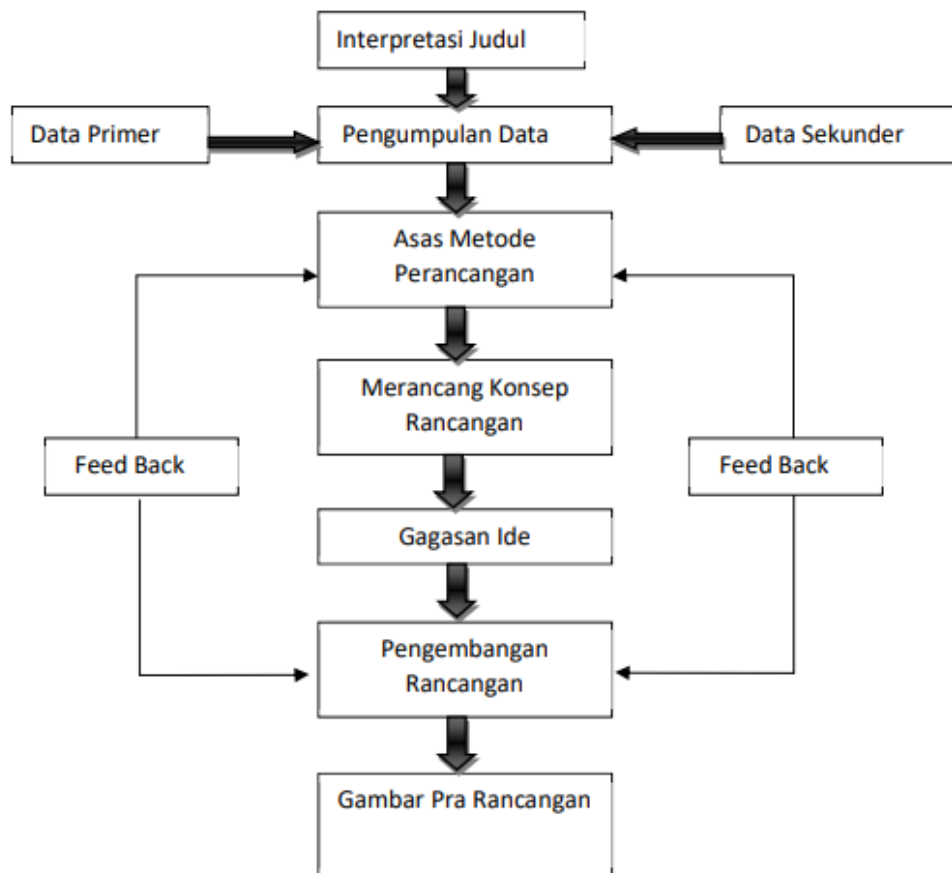 Interpretasi Judul
Data Primer
Pengumpulan Data
Data Sekunder
Asas Metode
Perancangan
Merancang Konsep
Rancangan
Feed Back
Feed Back
Gagasan Ide
Pengembangan
Rancangan
Gambar Pra Rancangan